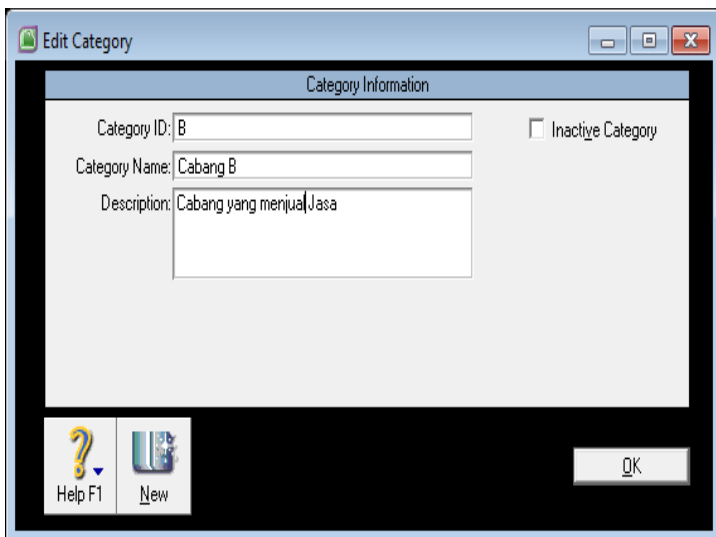 Edit Category
Category Information
Category ID: B
Inactive Category
Category Name: Cabang B
Description: Cabang yang menjual Jasa
Help F1
New
OK